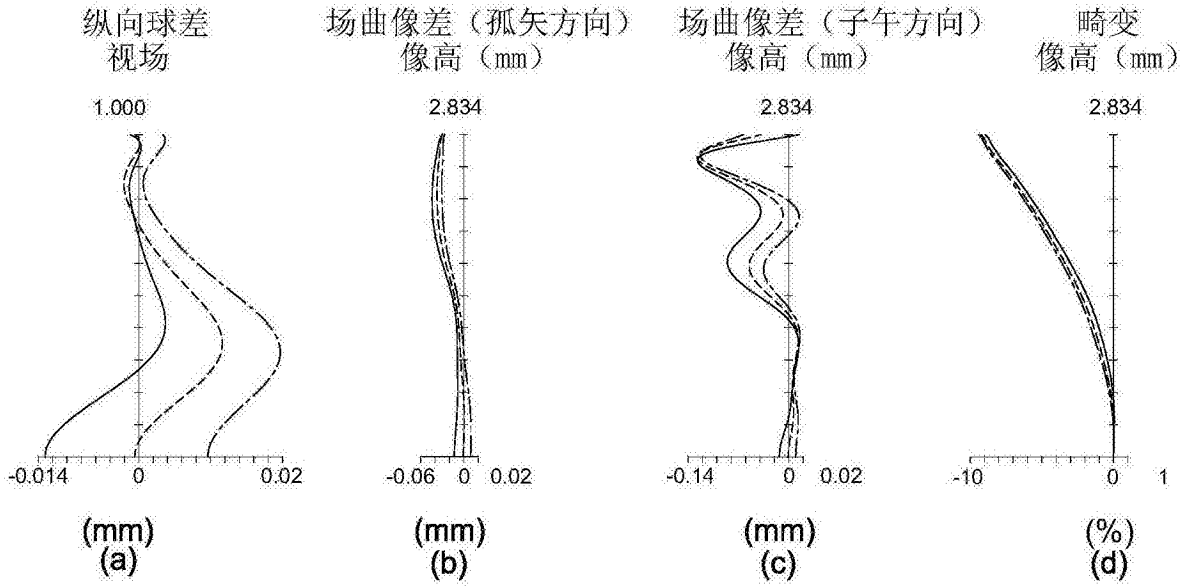 纵向球差
视场
1.000
-0.014 0 0.02
(mm)
(a)
场曲像差（孤矢方向）
像高（mm）
2.834
-0.06 0 0.02
(mm)
(b)
场曲像差（子午方向）
像高（mm）
2.834
-0.14 0 0.02
(mm)
(c)
畸变
像高（mm）
2.834
-10 0 1
(%)
(d)